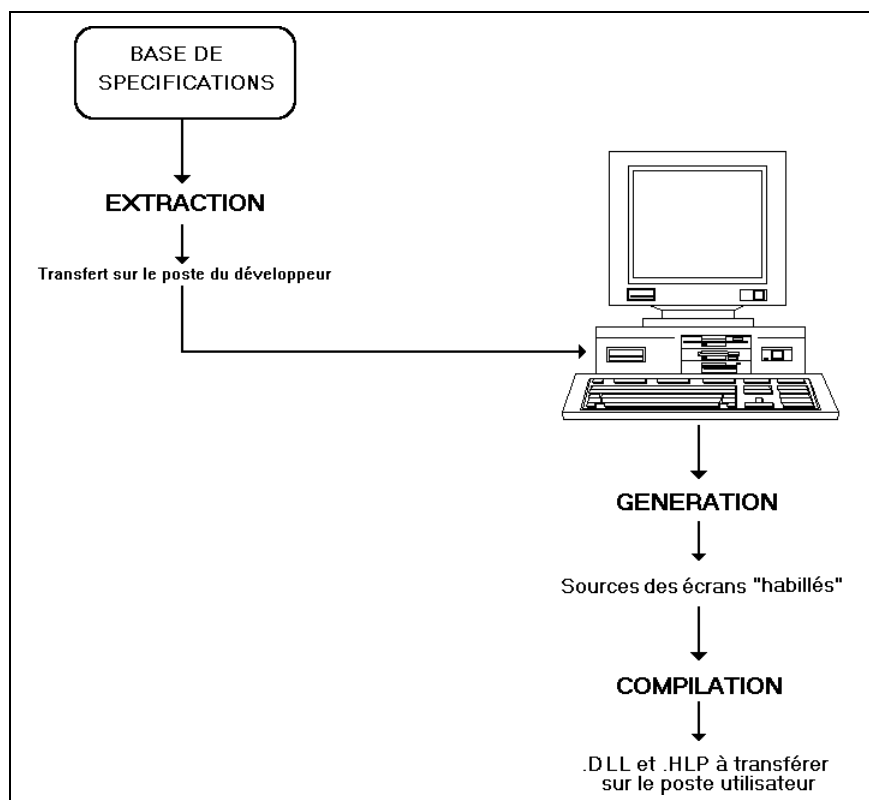 BASE DE
SPECIFICATIONS
EXTRACTION
Transfert sur le poste du développeur
GENERATION
Sources des écrans "habillés"
COMPILATION
.DLL et .HLP à transférer
sur le poste utilisateur